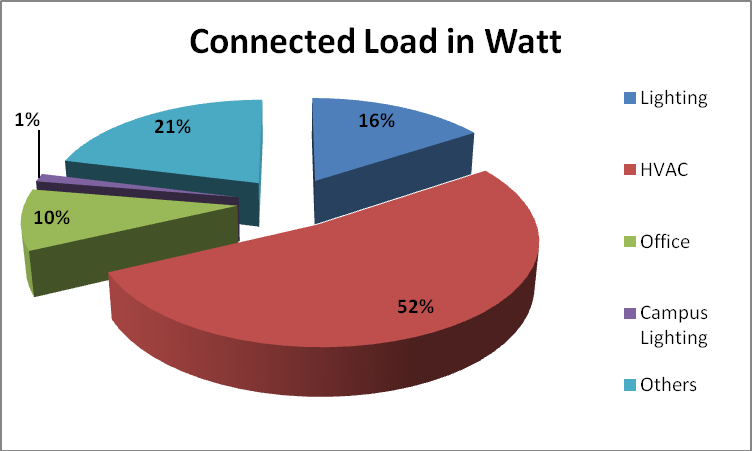 Connected Load in Watt
1%
21%
16%
10%
52%
Lighting
HVAC
Office
Campus
Lighting
Others